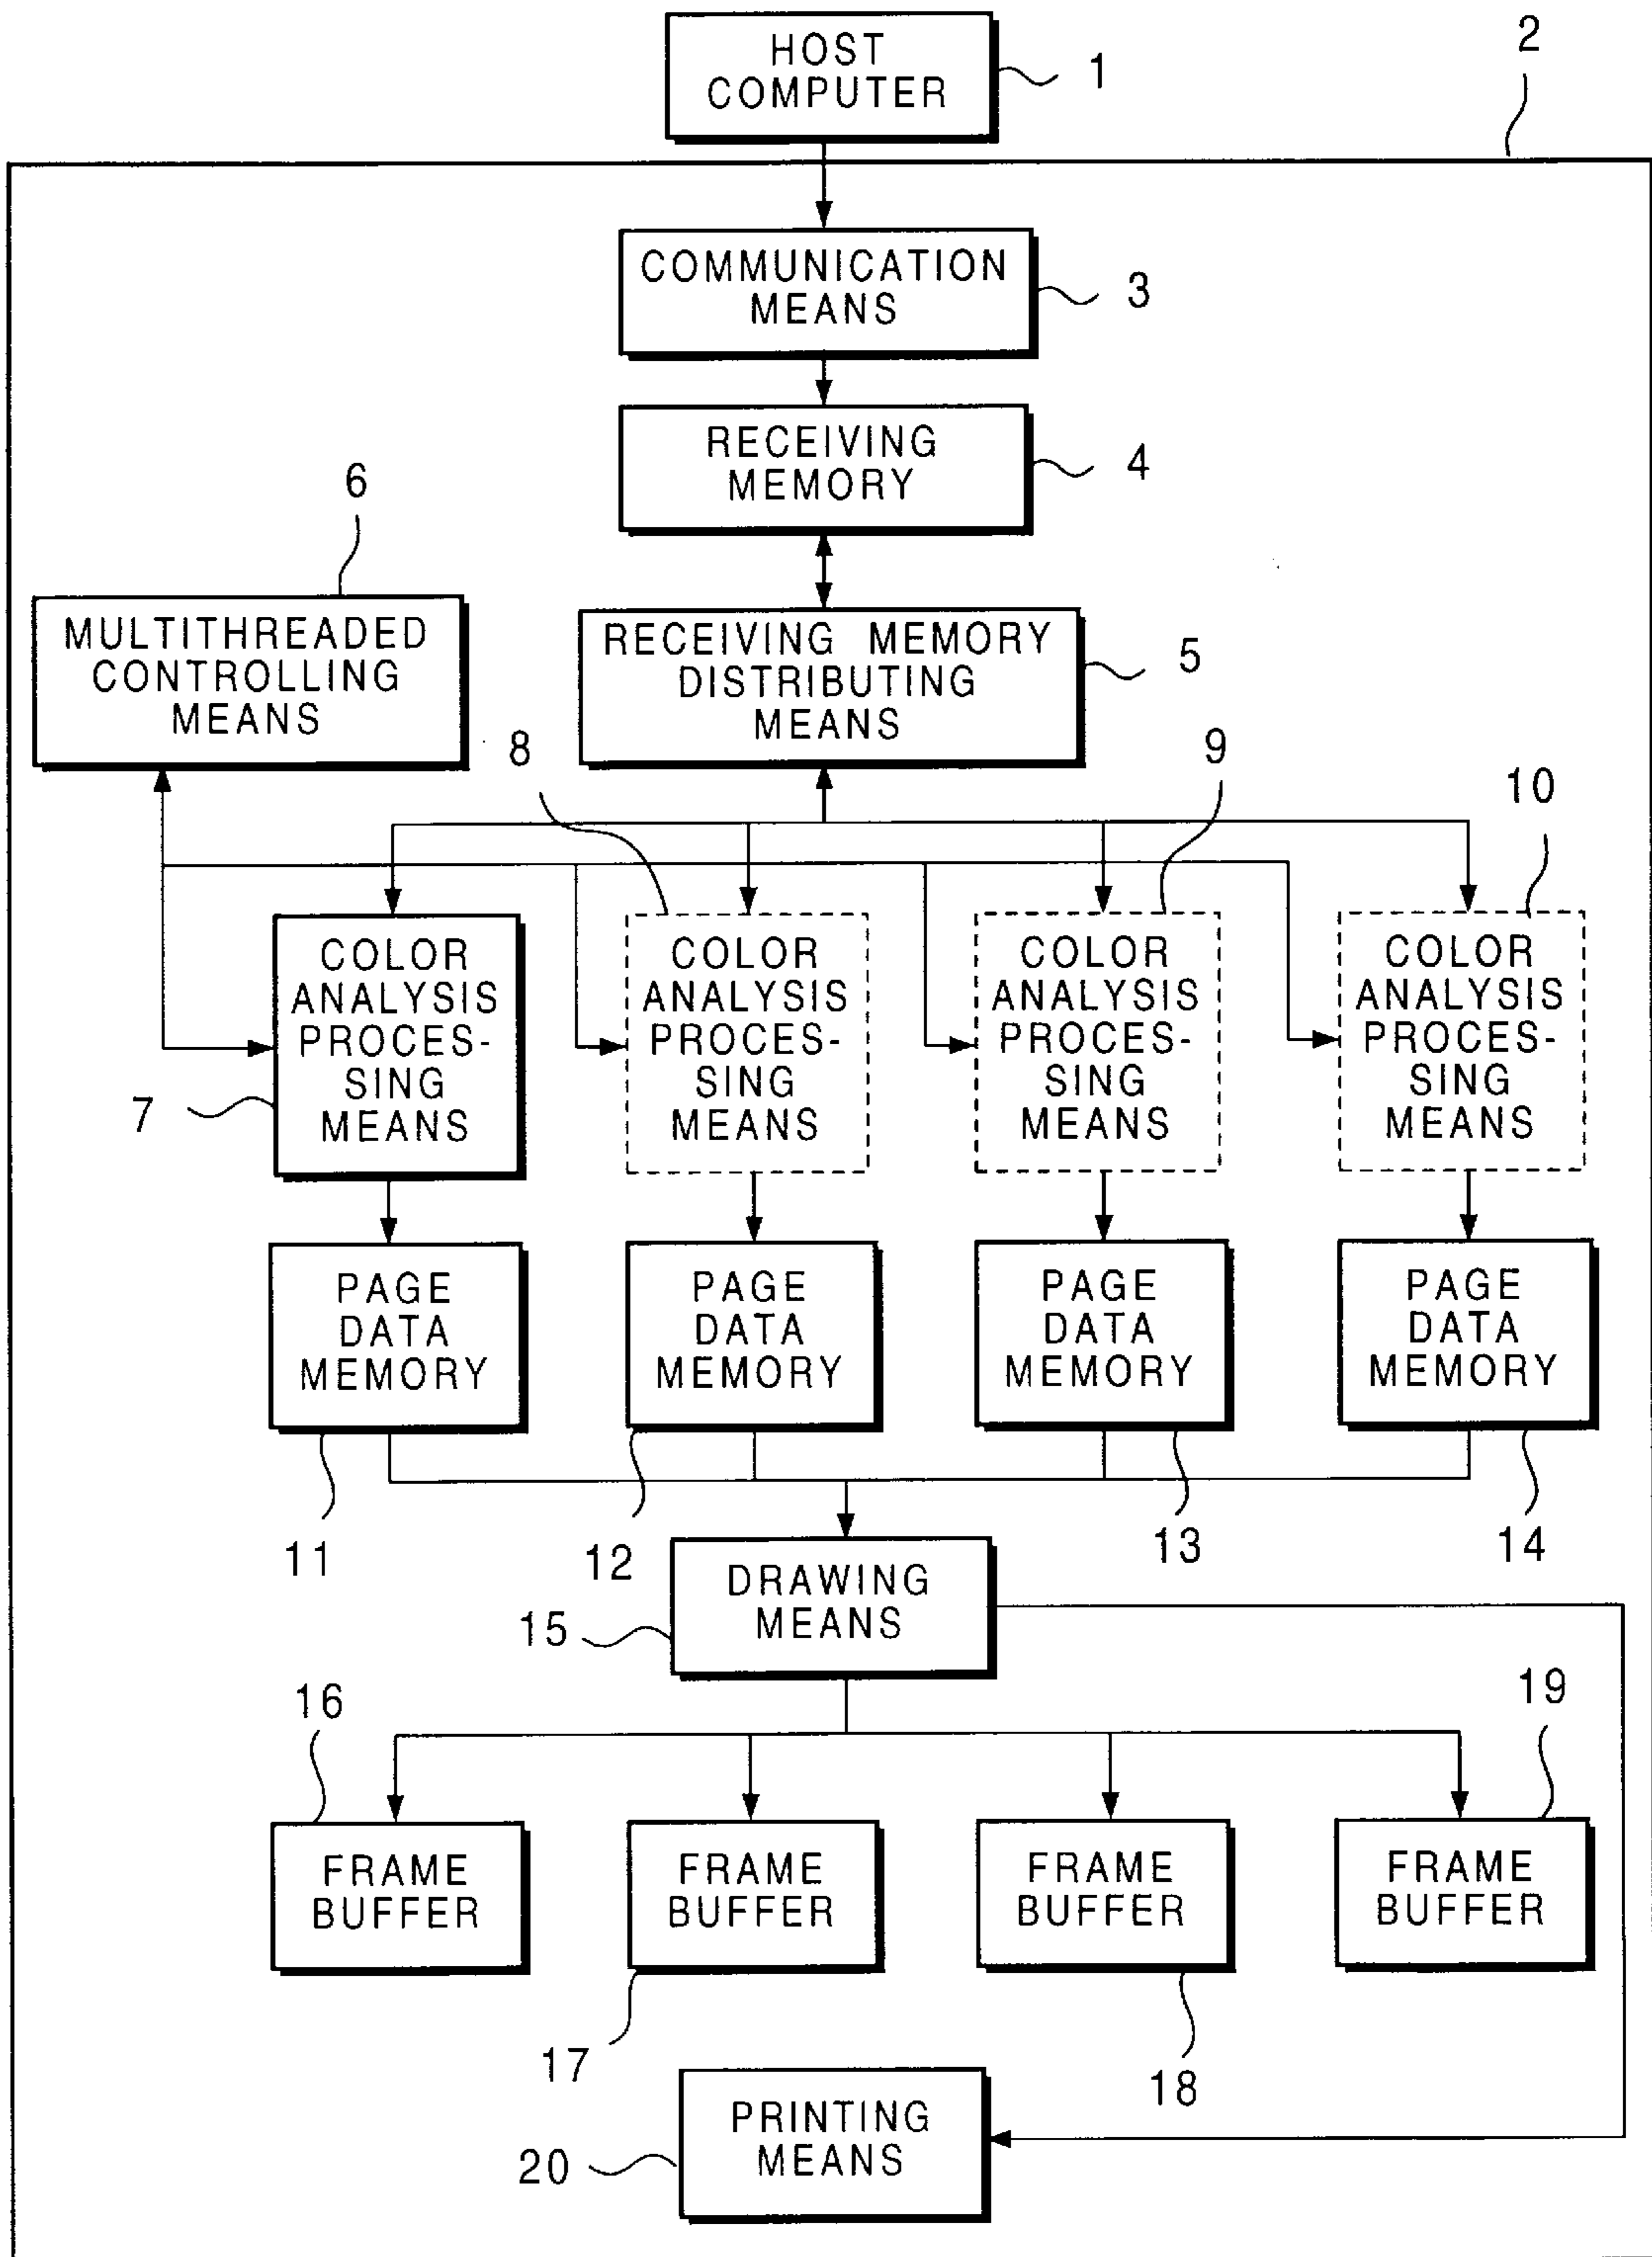 HOST
COMPUTER
1
2
COMMUNICATION
MEANS
3
RECEIVING
MEMORY
4
6
MULTITHREADED
CONTROLLING
MEANS
RECEIVING MEMORY
DISTRIBUTING
MEANS
5
8
9
10
COLOR
ANALYSIS
PROCES-
SING
MEANS
7
COLOR
ANALYSIS
PROCES-
SING
MEANS
COLOR
ANALYSIS
PROCES-
SING
MEANS
COLOR
ANALYSIS
PROCES-
SING
MEANS
PAGE
DATA
MEMORY
PAGE
DATA
MEMORY
PAGE
DATA
MEMORY
PAGE
DATA
MEMORY
11
12
13
14
DRAWING
MEANS
15
16
19
FRAME
BUFFER
FRAME
BUFFER
FRAME
BUFFER
FRAME
BUFFER
17
18
PRINTING
MEANS
20